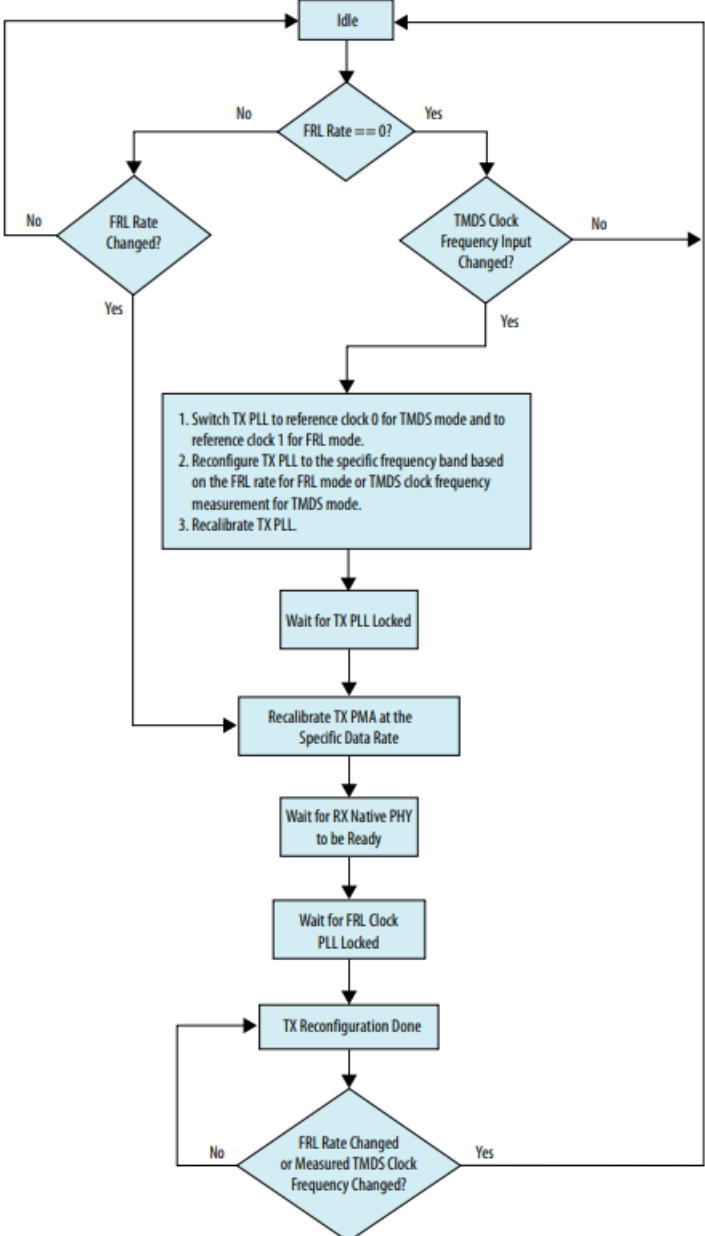 Idle
No
FRL Rate == 0?
Yes
No
FRL Rate
Changed?
TMDS Clock
Frequency Input
Changed?
No
Yes
Yes
1. Switch TX PLL to reference clock 0 for TMDS mode and to
reference clock 1 for FRL mode.
2. Reconfigure TX PLL to the specific frequency band based
on the FRL rate for FRL mode or TMDS clock frequency
measurement for TMDS mode.
3. Recalibrate TX PLL.
Wait for TX PLL Locked
Recalibrate TX PMA at the
Specific Data Rate
Wait for RX Native PHY
to be Ready
Wait for FRL Clock
PLL Locked
TX Reconfiguration Done
No
FRL Rate Changed
or Measured TMDS Clock
Frequency Changed?
Yes